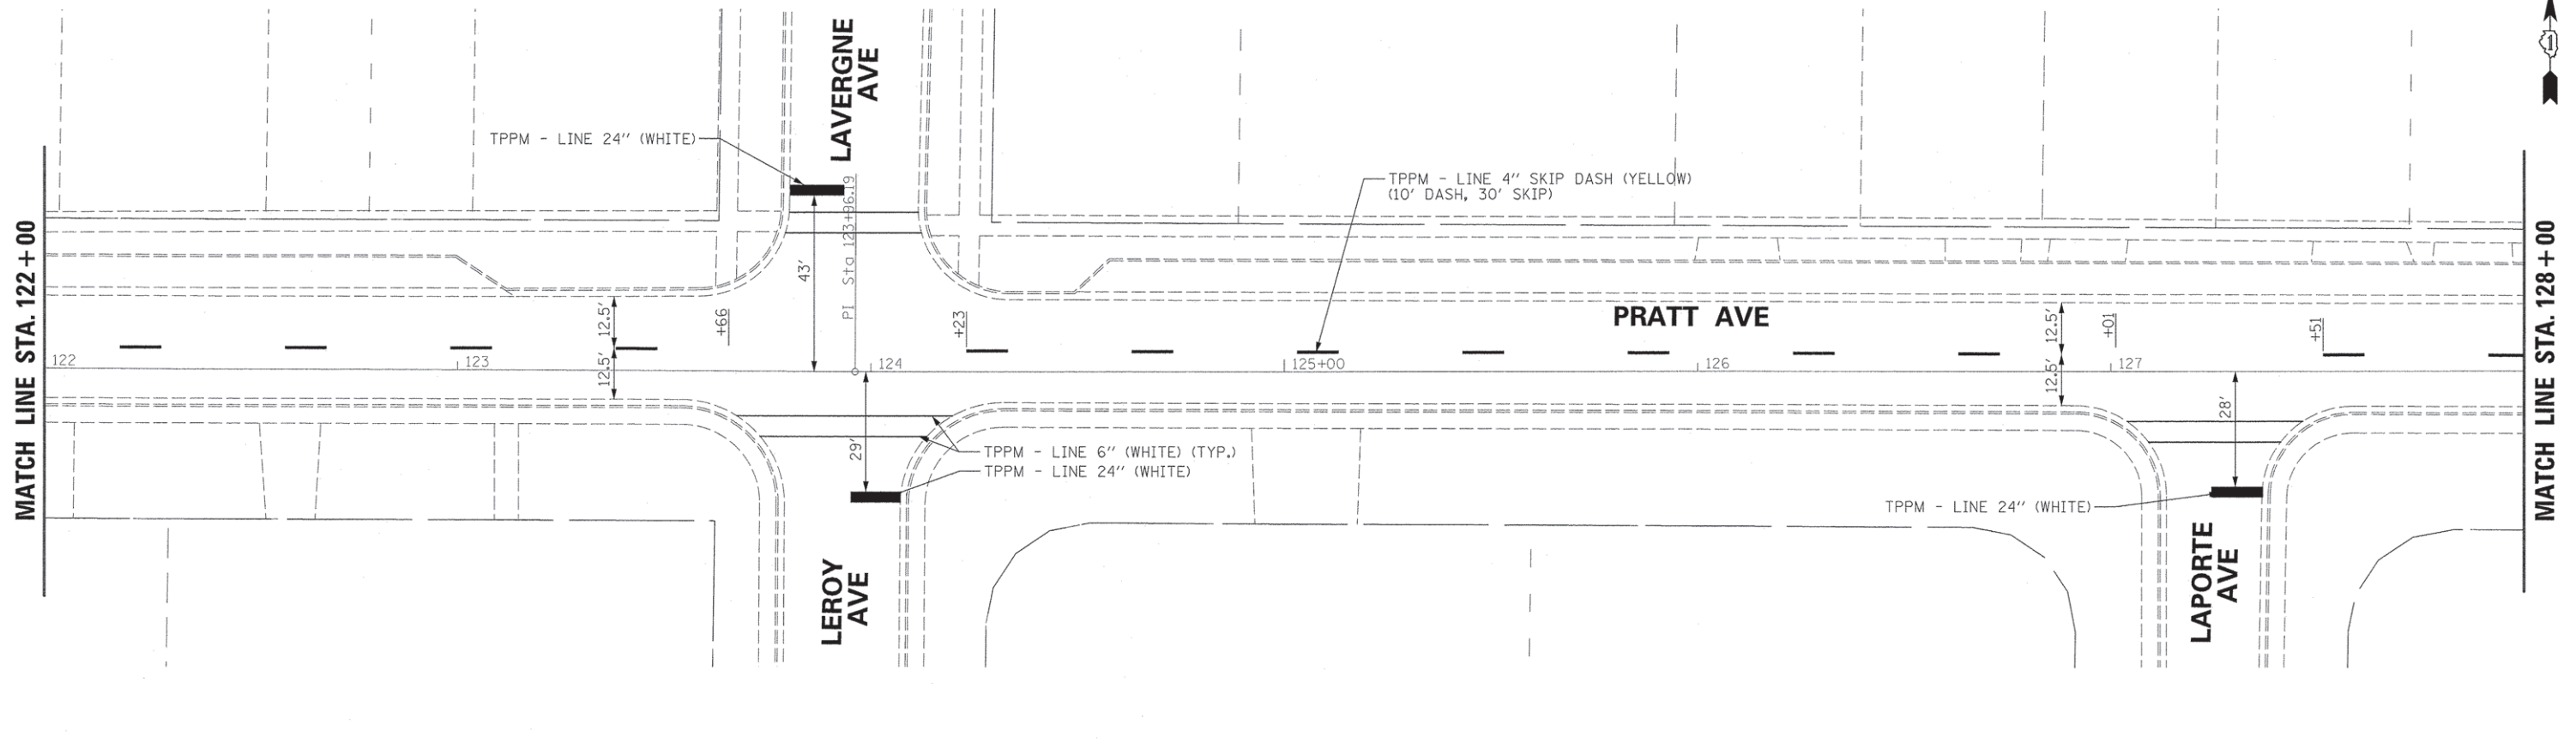 LAVERGNE
AVE
TPPM - LINE 24" (WHITE)
TPPM - LINE 4" SKIP DASH (YELLOW)
(10' DASH, 30' SKIP)
MATCH LINE STA. 122+00
43'
PI Sta 123+96.19
12.5'
12.5'
+66
+23
PRATT AVE
12.5'
12.5'
+01
+51
122
123
124
125+00
126
127
MATCH LINE STA. 128+00
29'
28'
TPPM - LINE 6" (WHITE) (TYP.)
TPPM - LINE 24" (WHITE)
TPPM - LINE 24" (WHITE)
LEROY
AVE
LAPORTE
AVE